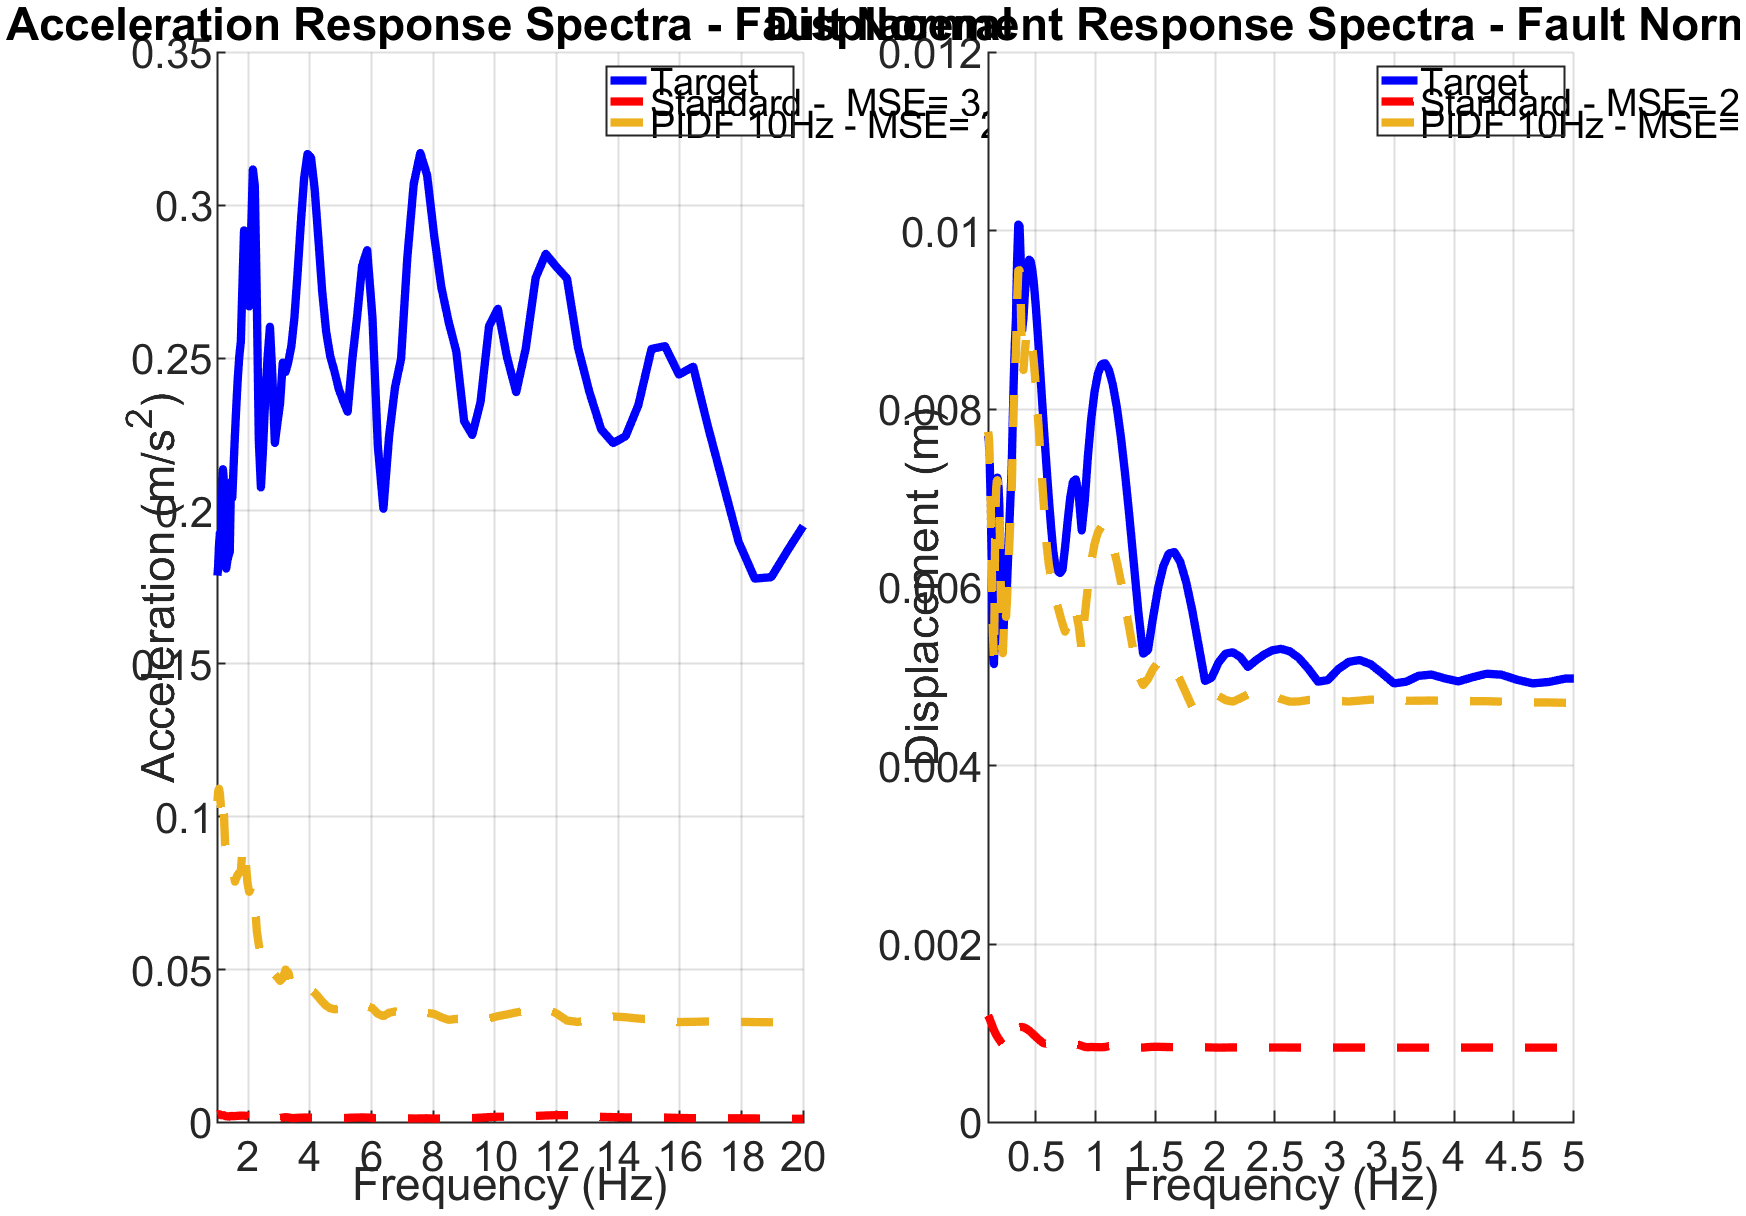 Acceleration Response Spectra - Fault Normal
Displacement Response Spectra - Fault Norm
0.35
0.3
0.25
0.2
0.15
0.1
0.05
0
Acceleration (m/s²)
Target
Standard - MSE= 3
PIDF 10Hz - MSE= 2
2 4 6 8 10 12 14 16 18 20
Frequency (Hz)
0.012
0.01
0.008
0.006
0.004
0.002
0
Displacement (m)
Target
Standard - MSE= 2
PIDF 10Hz - MSE=
0.5 1 1.5 2 2.5 3 3.5 4 4.5 5
Frequency (Hz)